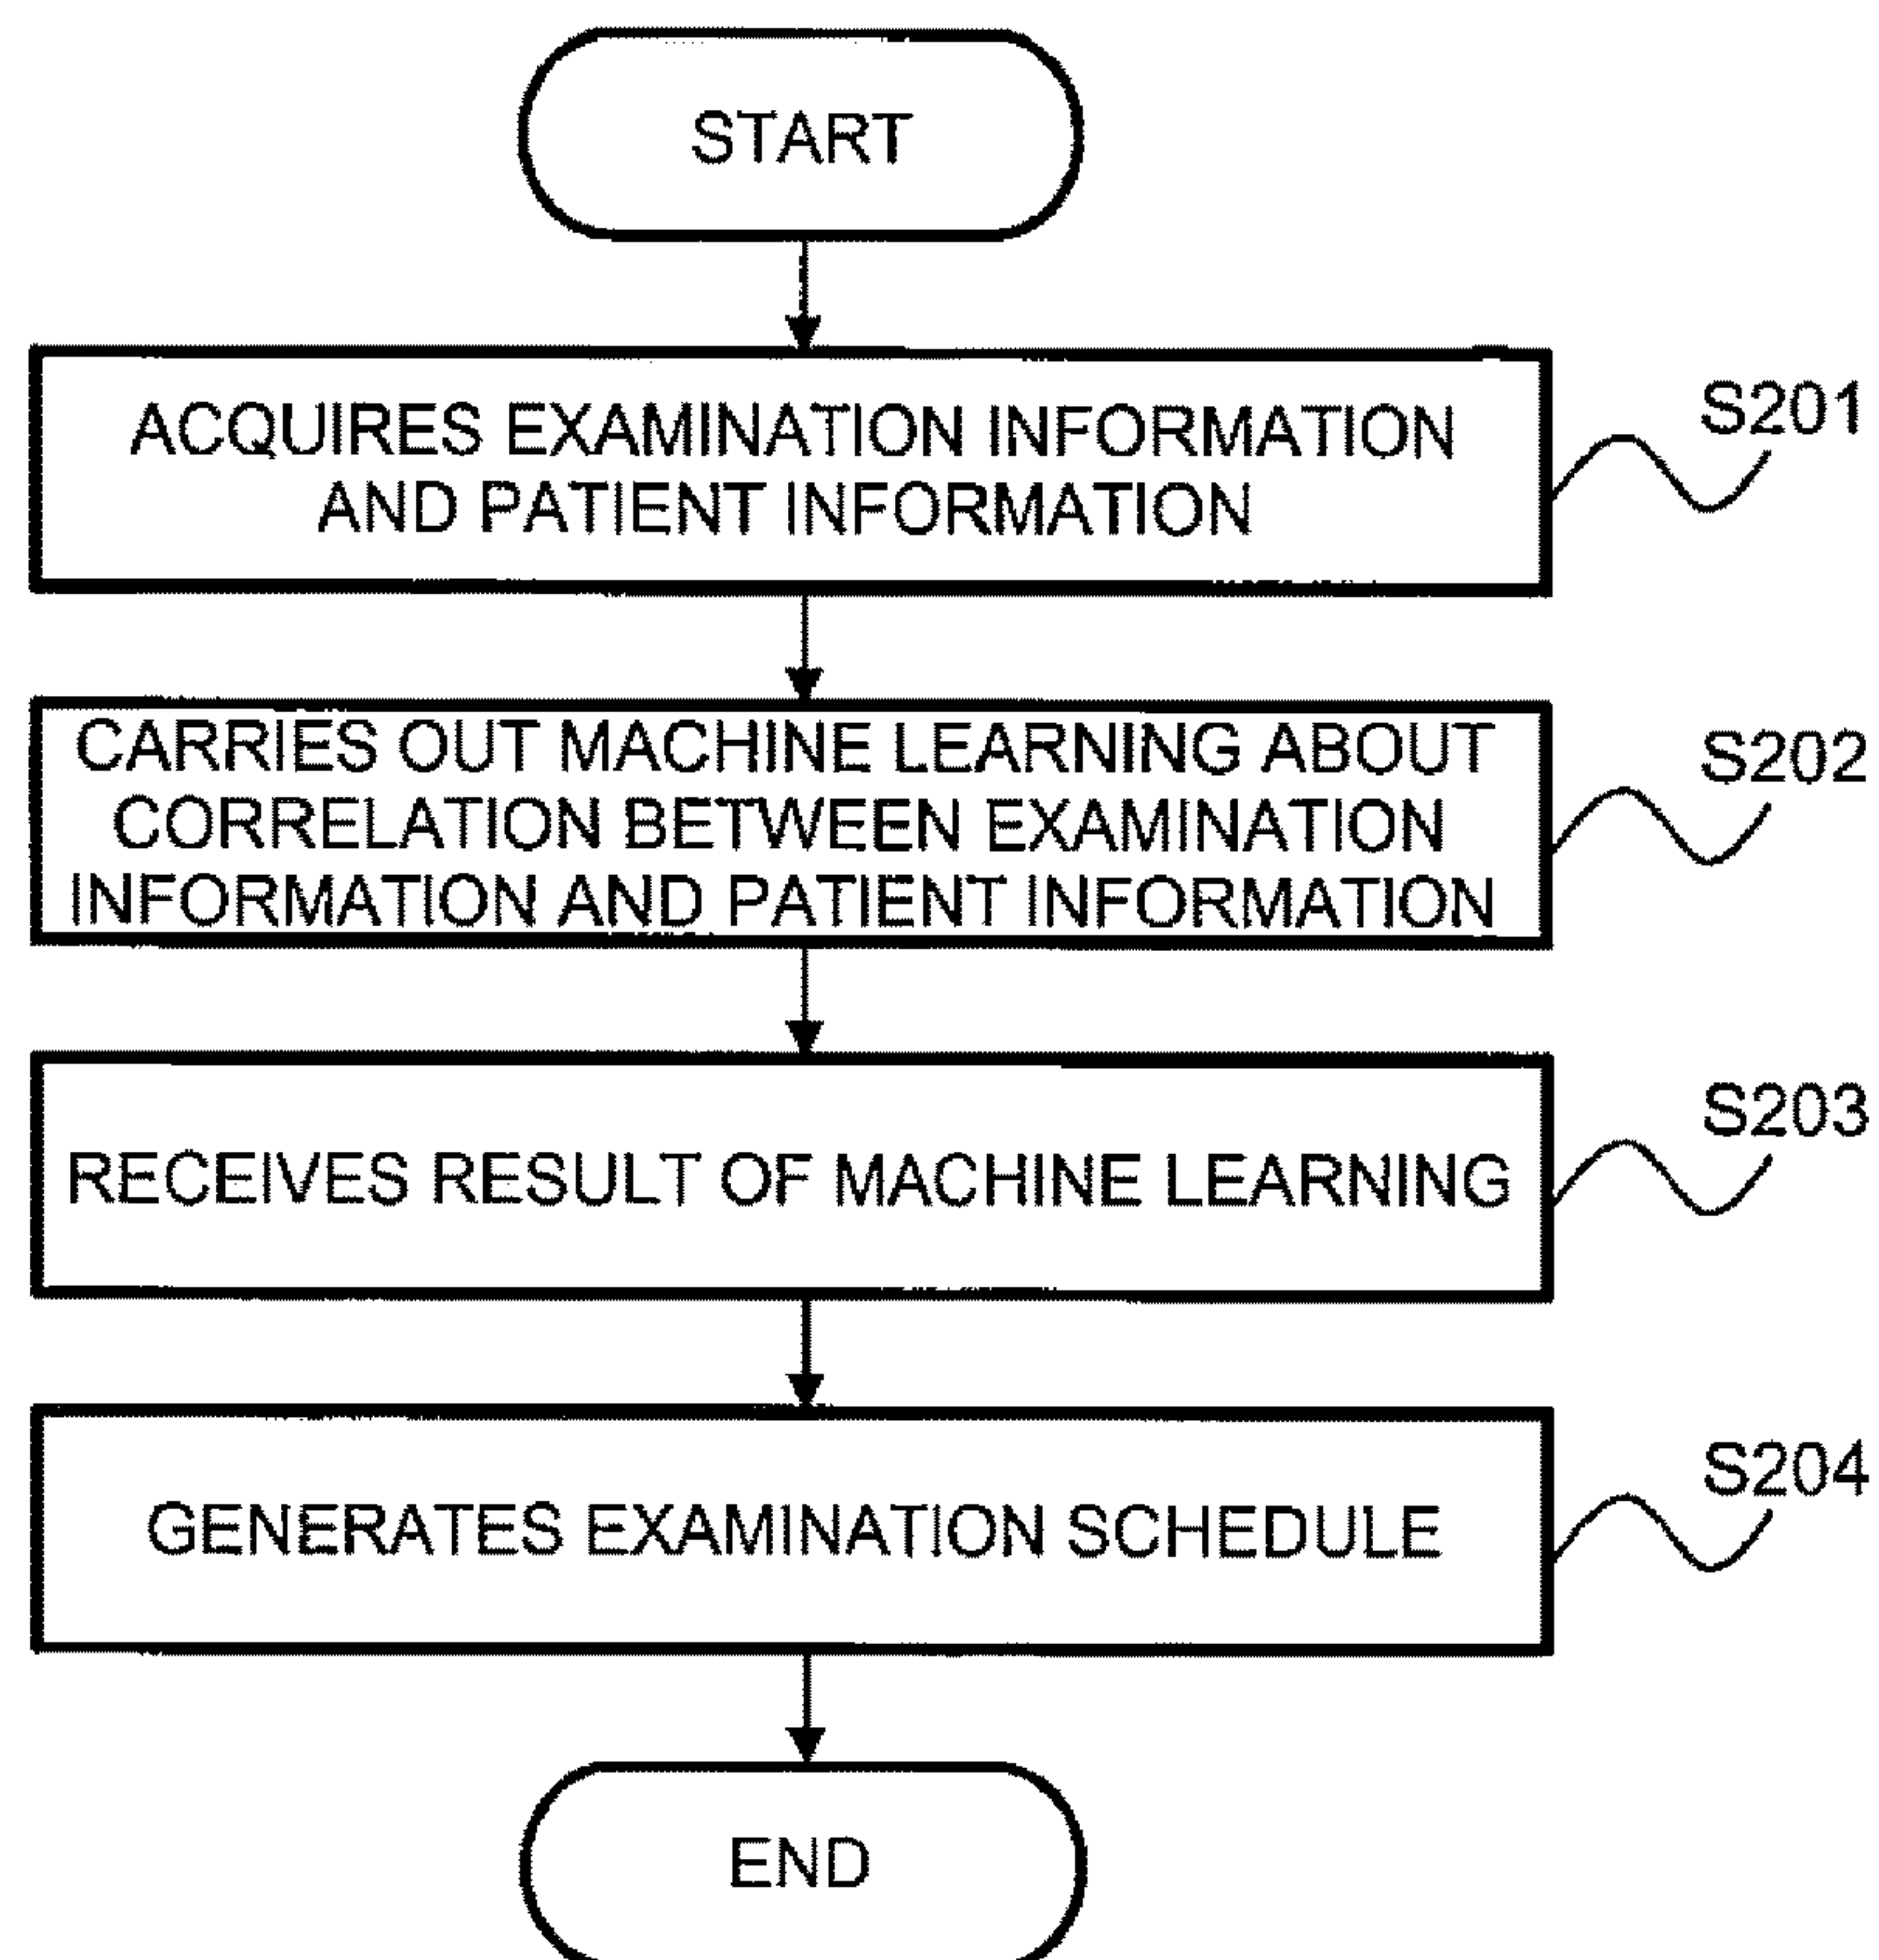 START
ACQUIRES EXAMINATION INFORMATION
AND PATIENT INFORMATION
S201
CARRIES OUT MACHINE LEARNING ABOUT
CORRELATION BETWEEN EXAMINATION
INFORMATION AND PATIENT INFORMATION
S202
RECEIVES RESULT OF MACHINE LEARNING
S203
GENERATES EXAMINATION SCHEDULE
S204
END